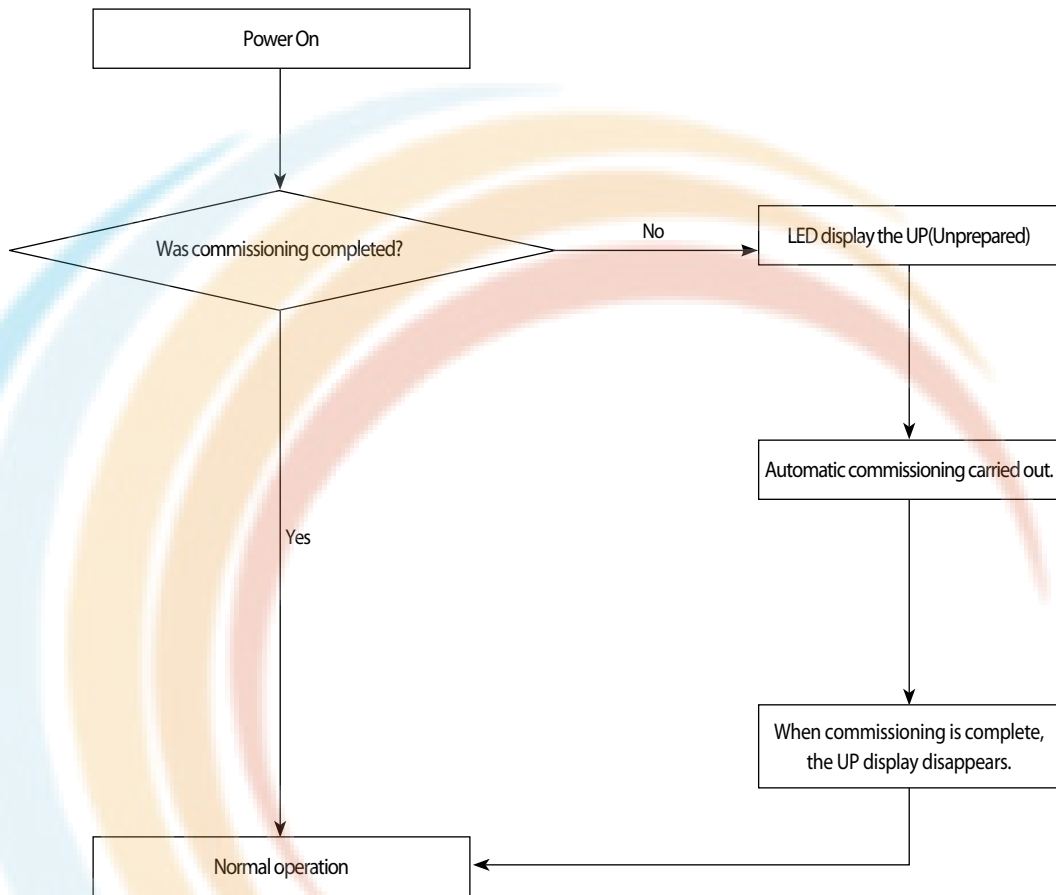 Power On
Was commissioning completed?
No
LED display the UP(Unprepared)
Automatic commissioning carried out.
Yes
When commissioning is complete,
the UP display disappears.
Normal operation